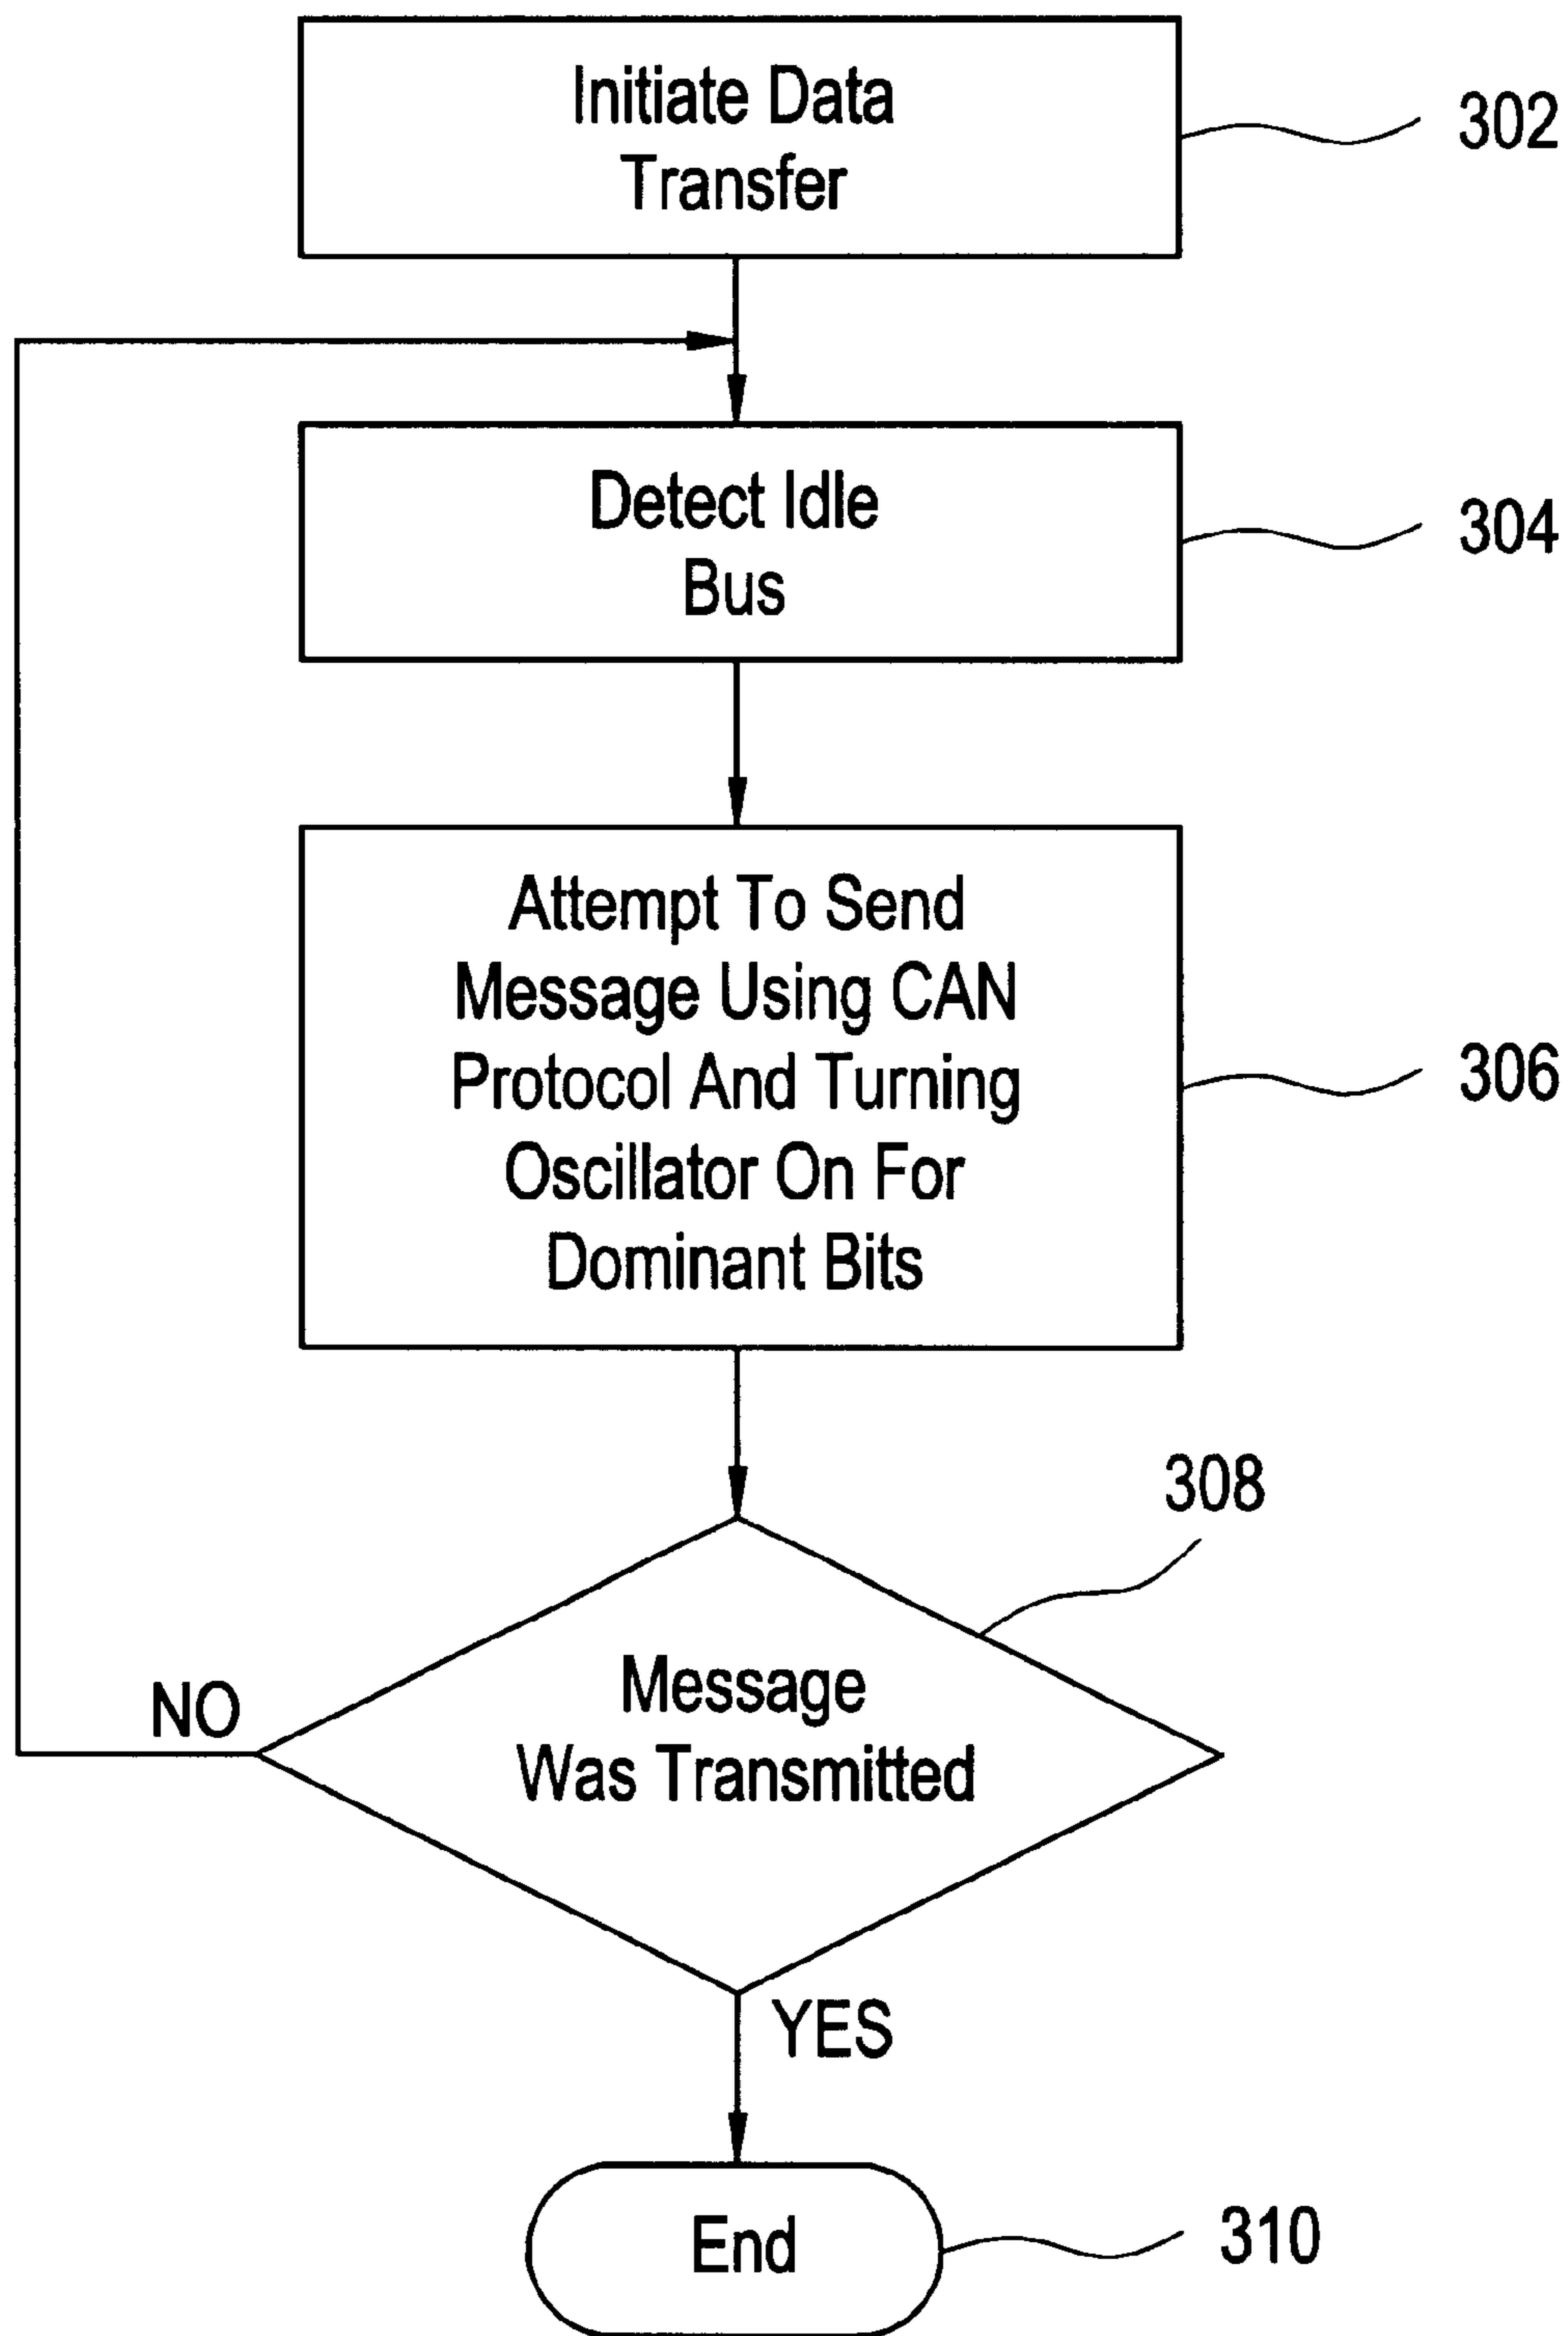 Initiate Data
Transfer
302
Detect Idle
Bus
304
Attempt To Send
Message Using CAN
Protocol And Turning
Oscillator On For
Dominant Bits
306
308
Message
Was Transmitted
NO
YES
End
310